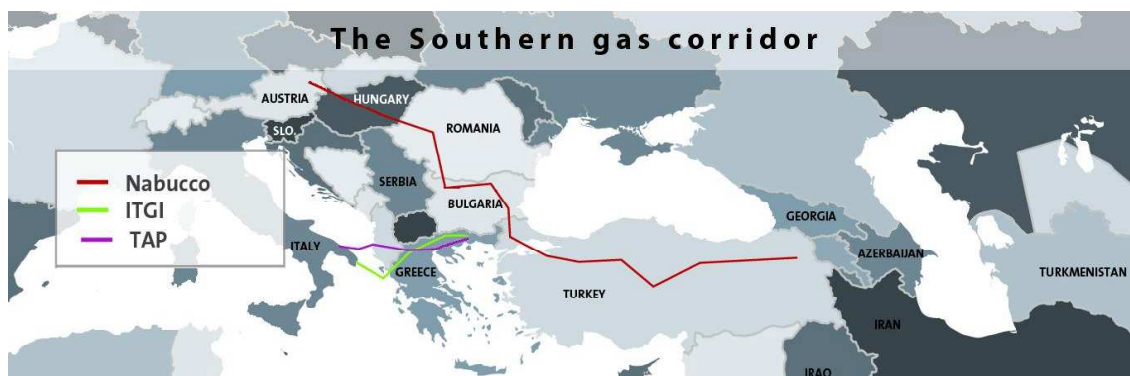 The Southern gas corridor
AUSTRIA
HUNGARY
SLO.
ROMANIA
Nabucco
ITGI
TAP
SERBIA
BULGARIA
ITALY
GREECE
TURKEY
GEORGIA
AZERBAIJAN
TURKMENISTAN
IRAN
IRAQ